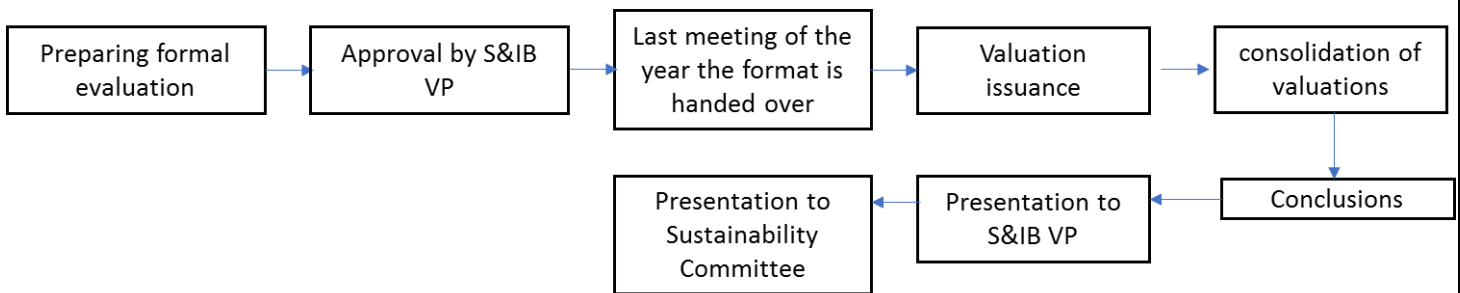 Preparing formal
evaluation
Approval by S&IB
VP
Last meeting of the
year the format is
handed over
Valuation
issuance
consolidation of
valuations
Conclusions
Presentation to
S&IB VP
Presentation to
Sustainability
Committee